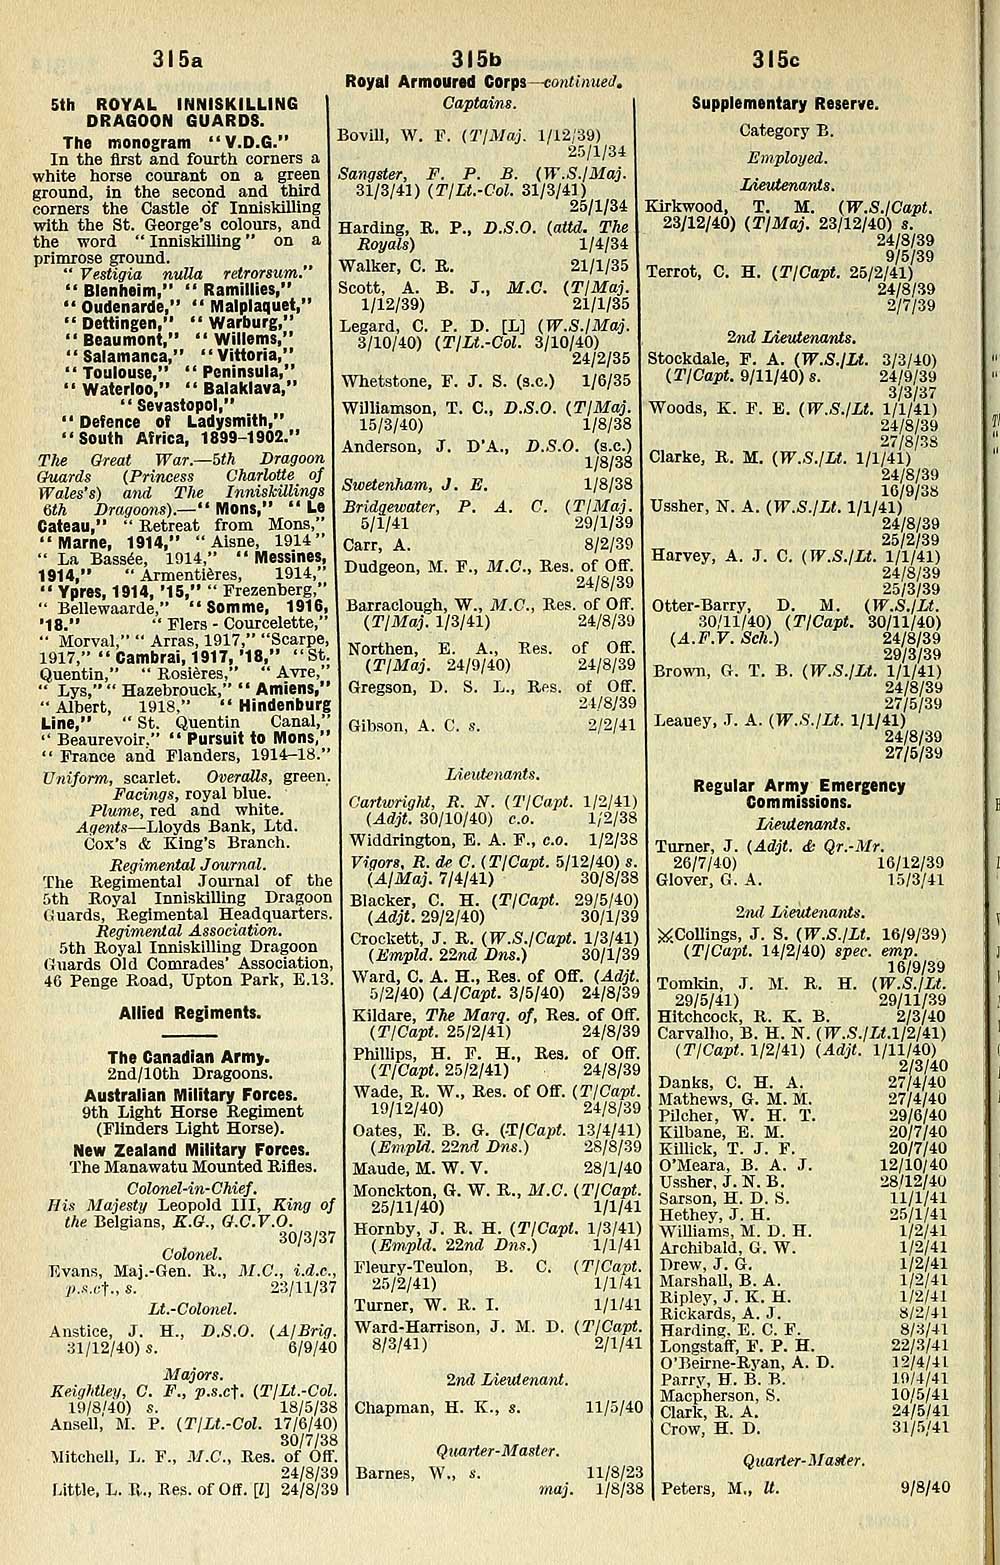 315a
5th ROYAL INNISKILLING
DRAGOON GUARDS.
The monogram "V.D.G."
In the first and fourth corners a
white horse courant on a green
ground, in the second and third
corners the Castle of Inniskilling
with the St. George's colours, and
the word "Inniskilling" on a
primrose ground.
"Vestigia nulla retrorsum."
"Blenheim," "Ramillies,"
"Oudenarde," "Malplaquet,"
"Dettingen," "Warburg,"
"Beaumont," "Willems,"
"Salamanca," "Vittoria,"
"Toulouse," "Peninsula,"
"Waterloo," "Balaklava,"
"Sevastopol,"
"Defence of Ladysmith,"
"South Africa, 1899-1902."
The Great War.—5th Dragoon
Guards (Princess Charlotte of
Wales's) and The Inniskillings
6th Dragoons).—"Mons," "Le
Cateau," "Retreat from Mons,"
"Marne, 1914," "Aisne, 1914"
"La Bassée, 1914," "Messines,
1914," "Armentières, 1914,"
"Ypres, 1914, '15," "Frezenberg,"
"Bellewaarde," "Somme, 1916,
'18." "Flers - Courcelette,"
"Morval," "Arras, 1917," "Scarpe,
1917," "Cambrai, 1917, '18," "St.
Quentin," "Rosières," "Avre,"
"Lys," "Hazebrouck," "Amiens,"
"Albert, 1918," "Hindenburg
Line," "St. Quentin Canal,"
"Beaurevoir," "Pursuit to Mons,"
"France and Flanders, 1914-18."
Uniform, scarlet. Overalls, green.
Facings, royal blue.
Plume, red and white.
Agents—Lloyds Bank, Ltd.
Cox's & King's Branch.
Regimental Journal.
The Regimental Journal of the
5th Royal Inniskilling Dragoon
Guards, Regimental Headquarters.
Regimental Association.
5th Royal Inniskilling Dragoon
Guards Old Comrades' Association,
46 Penge Road, Upton Park, E.13.
Allied Regiments.
The Canadian Army.
2nd/10th Dragoons.
Australian Military Forces.
9th Light Horse Regiment
(Flinders Light Horse).
New Zealand Military Forces.
The Manawatu Mounted Rifles.
Colonel-in-Chief.
His Majesty Leopold III, King of
the Belgians, K.G., G.C.V.O.
30/3/37
Colonel.
Evans, Maj.-Gen. R., M.C., i.d.c.,
p.s.c†., s. 23/11/37
Lt.-Colonel.
Anstice, J. H., D.S.O. (A/Brig.
31/12/40) s. 6/9/40
Majors.
Keightley, C. F., p.s.c†. (T/Lt.-Col.
19/8/40) s. 18/5/38
Ansell, M. P. (T/Lt.-Col. 17/6/40)
30/7/38
Mitchell, L. F., M.C., Res. of Off.
24/8/39
Little, L. R., Res. of Off. [l] 24/8/39
315b
Royal Armoured Corps—continued.
Captains.
Bovill, W. F. (T/Maj. 1/12/39)
25/1/34
Sangster, F. P. B. (W.S./Maj.
31/3/41) (T/Lt.-Col. 31/3/41)
25/1/34
Harding, R. P., D.S.O. (attd. The
Royals) 1/4/34
Walker, C. R. 21/1/35
Scott, A. B. J., M.C. (T/Maj.
1/12/39) 21/1/35
Legard, C. P. D. [L] (W.S./Maj.
3/10/40) (T/Lt.-Col. 3/10/40)
24/2/35
Whetstone, F. J. S. (s.c.) 1/6/35
Williamson, T. C., D.S.O. (T/Maj.
15/3/40) 1/8/38
Anderson, J. D'A., D.S.O. (s.c.)
1/8/38
Swetenham, J. E. 1/8/38
Bridgewater, P. A. C. (T/Maj.
5/1/41 29/1/39
Carr, A. 8/2/39
Dudgeon, M. F., M.C., Res. of Off.
24/8/39
Barraclough, W., M.C., Res. of Off.
(T/Maj. 1/3/41) 24/8/39
Northen, E. A., Res. of Off.
(T/Maj. 24/9/40) 24/8/39
Gregson, D. S. L., Res. of Off.
24/8/39
Gibson, A. C. s. 2/2/41
Lieutenants.
Cartwright, R. N. (T/Capt. 1/2/41)
(Adjt. 30/10/40) c.o. 1/2/38
Widdrington, E. A. F., c.o. 1/2/38
Vigors, R. de C. (T/Capt. 5/12/40) s.
(A/Maj. 7/4/41) 30/8/38
Blacker, C. H. (T/Capt. 29/5/40)
(Adjt. 29/2/40) 30/1/39
Crockett, J. R. (W.S./Capt. 1/3/41)
(Empld. 22nd Dns.) 30/1/39
Ward, C. A. H., Res. of Off. (Adjt.
5/2/40) (A/Capt. 3/5/40) 24/8/39
Kildare, The Marq. of, Res. of Off.
(T/Capt. 25/2/41) 24/8/39
Phillips, H. F. H., Res. of Off.
(T/Capt. 25/2/41) 24/8/39
Wade, R. W., Res. of Off. (T/Capt.
19/12/40) 24/8/39
Oates, E. B. G. (T/Capt. 13/4/41)
(Empld. 22nd Dns.) 28/8/39
Maude, M. W. V. 28/1/40
Monckton, G. W. R., M.C. (T/Capt.
25/11/40) 1/1/41
Hornby, J. R. H. (T/Capt. 1/3/41)
(Empld. 22nd Dns.) 1/1/41
Fleury-Teulon, B. C. (T/Capt.
25/2/41) 1/1/41
Turner, W. R. I. 1/1/41
Ward-Harrison, J. M. D. (T/Capt.
8/3/41) 2/1/41
2nd Lieutenant.
Chapman, H. K., s. 11/5/40
Quarter-Master.
Barnes, W., s. 11/8/23
maj. 1/8/38
315c
Supplementary Reserve.
Category B.
Employed.
Lieutenants.
Kirkwood, T. M. (W.S./Capt.
23/12/40) (T/Maj. 23/12/40) s.
24/8/39
9/5/39
Terrot, C. H. (T/Capt. 25/2/41)
24/8/39
2/7/39
2nd Lieutenants.
Stockdale, F. A. (W.S./Lt. 3/3/40)
(T/Capt. 9/11/40) s. 24/9/39
3/3/37
Woods, K. F. E. (W.S./Lt. 1/1/41)
24/8/39
27/8/38
Clarke, R. M. (W.S./Lt. 1/1/41)
24/8/39
16/9/38
Ussher, N. A. (W.S./Lt. 1/1/41)
24/8/39
25/2/39
Harvey, A. J. C. (W.S./Lt. 1/1/41)
24/8/39
25/3/39
Otter-Barry, D. M. (W.S./Lt.
30/11/40) (T/Capt. 30/11/40)
(A.F.V. Sch.) 24/8/39
29/3/39
Brown, G. T. B. (W.S./Lt. 1/1/41)
24/8/39
27/5/39
Leauey, J. A. (W.S./Lt. 1/1/41)
24/8/39
27/5/39
Regular Army Emergency
Commissions.
Lieutenants.
Turner, J. (Adjt. & Qr.-Mr.
26/7/40) 16/12/39
Glover, G. A. 15/3/41
2nd Lieutenants.
⚔Collings, J. S. (W.S./Lt. 16/9/39)
(T/Capt. 14/2/40) spec. emp.
16/9/39
Tomkin, J. M. R. H. (W.S./Lt.
29/5/41) 29/11/39
Hitchcock, R. K. B. 2/3/40
Carvalho, B. H. N. (W.S./Lt.1/2/41)
(T/Capt. 1/2/41) (Adjt. 1/11/40)
2/3/40
Danks, C. H. A. 27/4/40
Mathews, G. M. M. 27/4/40
Pilcher, W. H. T. 29/6/40
Kilbane, E. M. 20/7/40
Killick, T. J. F. 20/7/40
O'Meara, B. A. J. 12/10/40
Ussher, J. N. B. 28/12/40
Sarson, H. D. S. 11/1/41
Hethey, J. H. 25/1/41
Williams, M. D. H. 1/2/41
Archibald, G. W. 1/2/41
Drew, J. G. 1/2/41
Marshall, B. A. 1/2/41
Ripley, J. K. H. 1/2/41
Rickards, A. J. 8/2/41
Harding, E. C. F. 8/3/41
Longstaff, F. P. H. 22/3/41
O'Beirne-Ryan, A. D. 12/4/41
Parry, H. B. B. 19/4/41
Macpherson, S. 10/5/41
Clark, R. A. 24/5/41
Crow, H. D. 31/5/41
Quarter-Master.
Peters, M., lt. 9/8/40